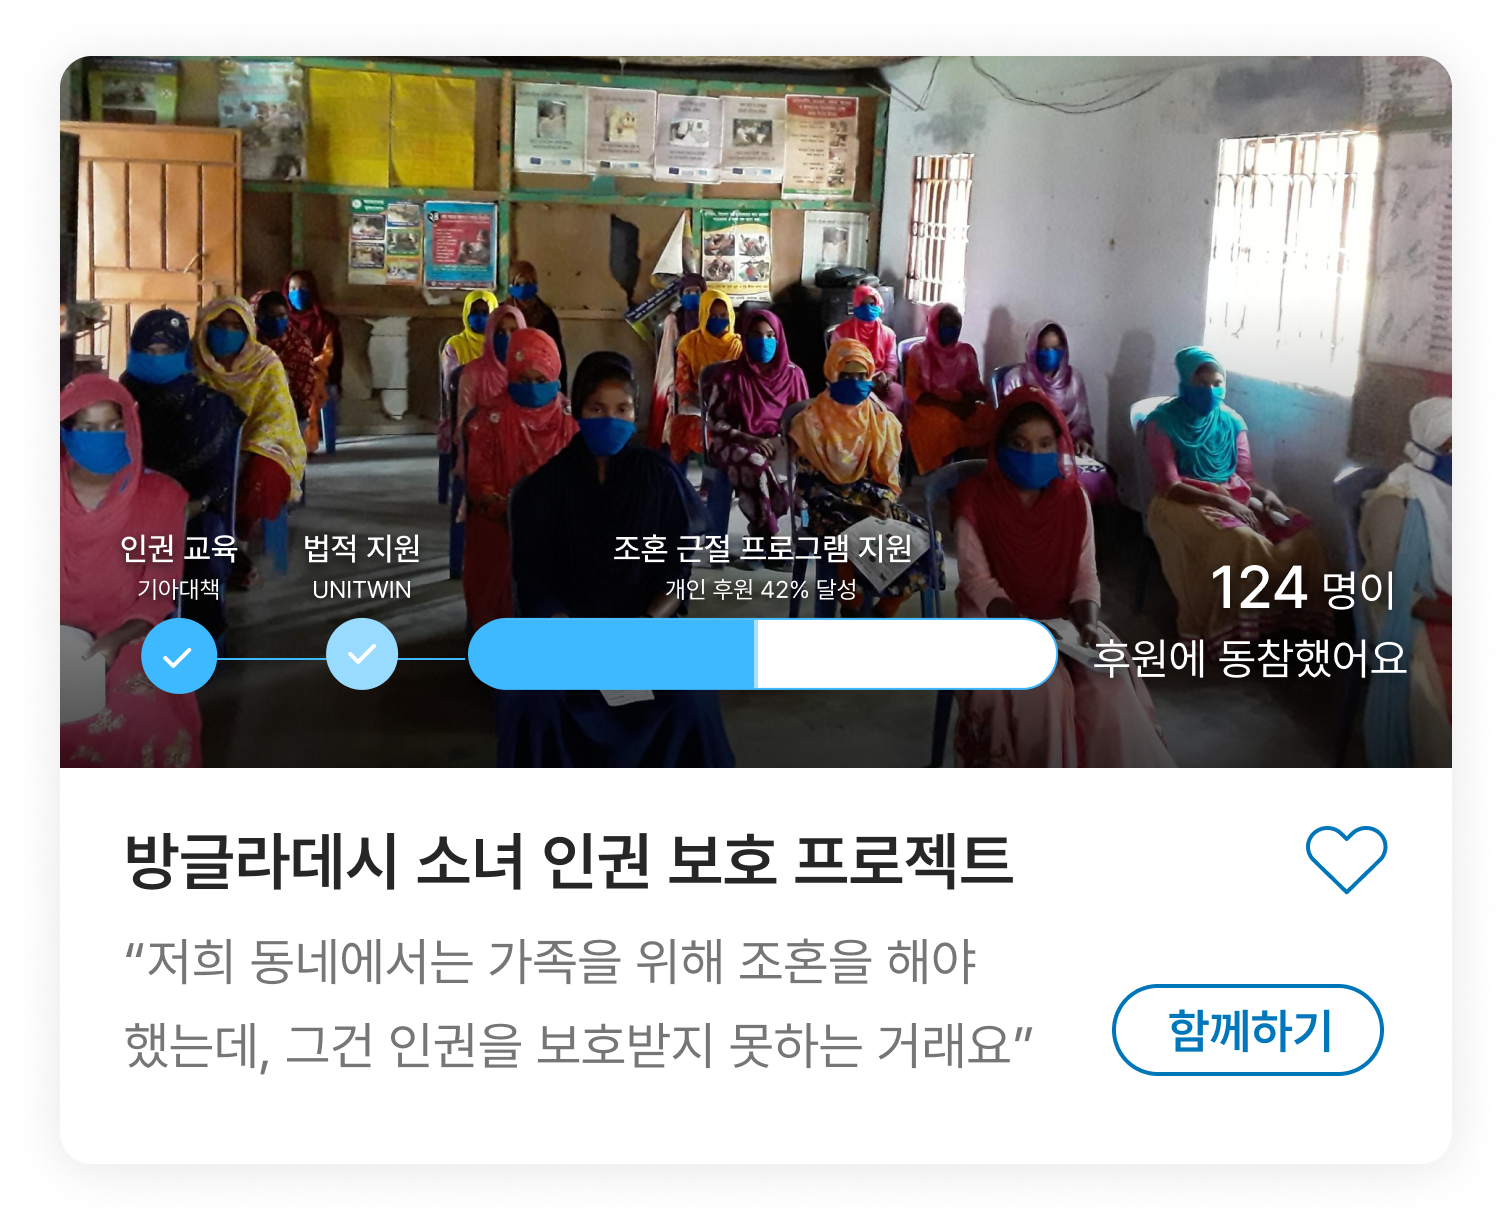 인권 교육
기아대책
법적 지원
UNITWIN
조혼 근절 프로그램 지원
개인 후원 42% 달성
124 명이
후원에 동참했어요
방글라데시 소녀 인권 보호 프로젝트
“저희 동네에서는 가족을 위해 조혼을 해야
했는데, 그건 인권을 보호받지 못하는 거래요”
함께하기